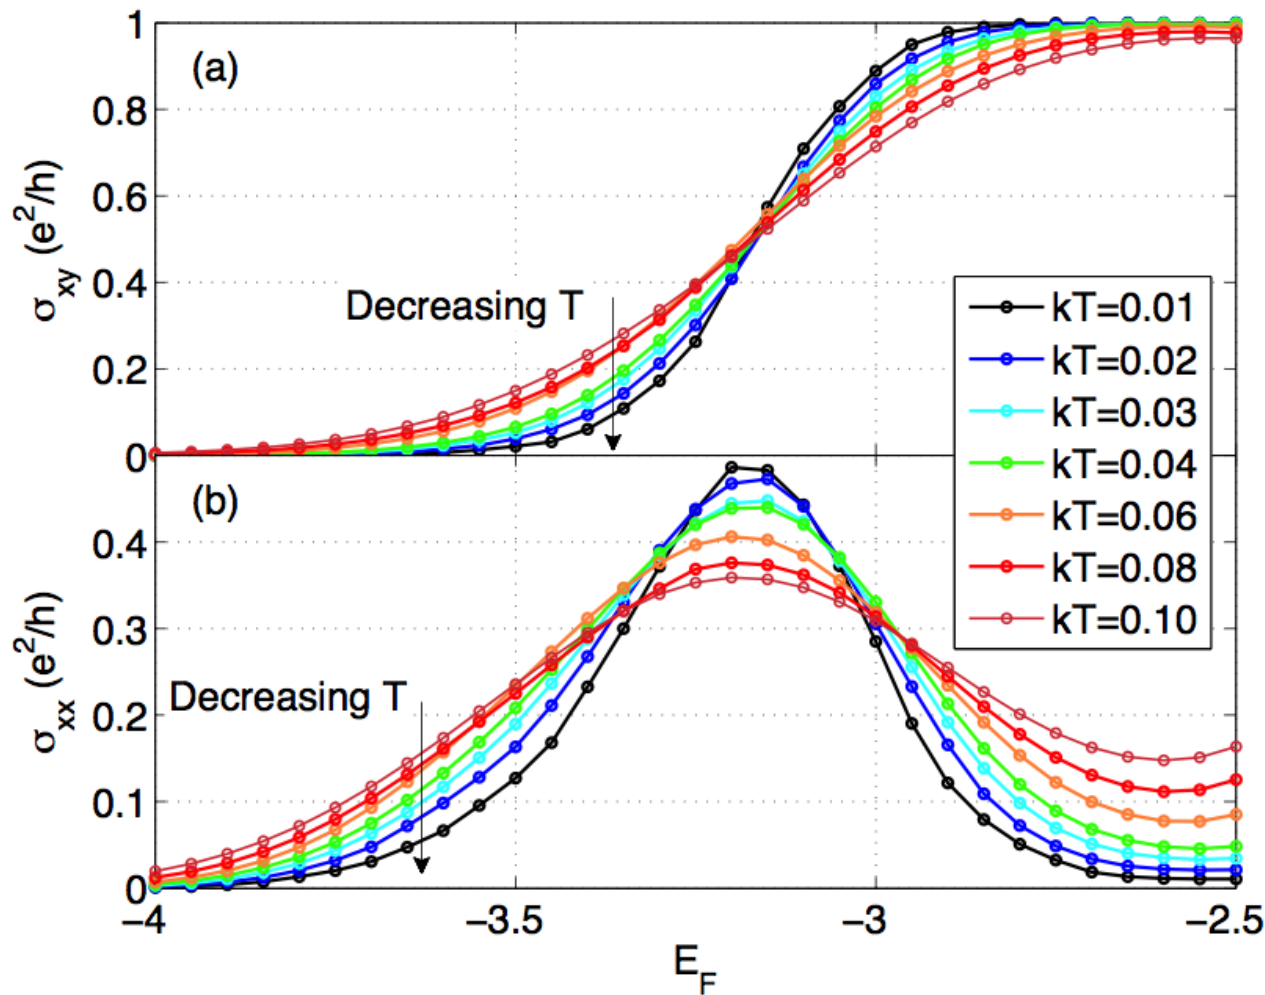 (a)
1
0.8
0.6
0.4
0.2
0
σxy (e²/h)
Decreasing T
kT=0.01
kT=0.02
kT=0.03
kT=0.04
kT=0.06
kT=0.08
kT=0.10
(b)
0.4
0.3
0.2
0.1
0
σxx (e²/h)
Decreasing T
−4
−3.5
−3
−2.5
EF